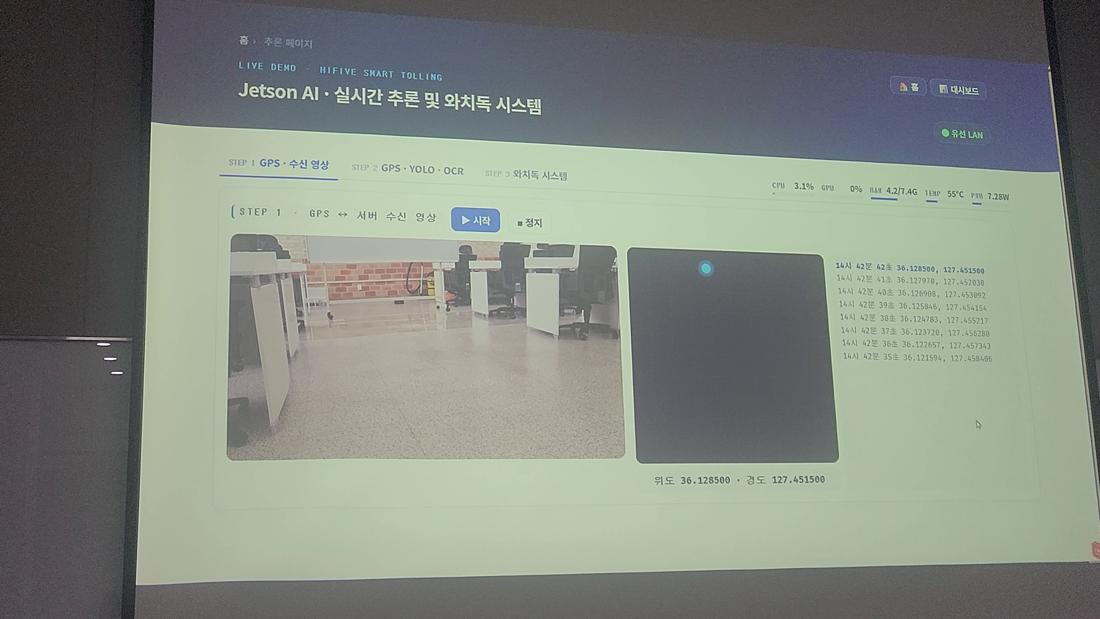 홈 › 추론 페이지
LIVE DEMO · HIFIVE SMART TOLLING
Jetson AI · 실시간 추론 및 와치독 시스템
홈
대시보드
유선 LAN
STEP 1 GPS · 수신 영상
STEP 2 GPS · YOLO · OCR
STEP 3 와치독 시스템
CPU 3.1% GPU 0% RAM 4.2/7.4G TEMP 55°C PWR 7.28W
STEP 1 · GPS ↔ 서버 수신 영상
▶ 시작
■ 정지
14시 42분 42초 36.128500, 127.451500
14시 42분 41초 36.127970, 127.452030
14시 42분 40초 36.126908, 127.453092
14시 42분 39초 36.125846, 127.454154
14시 42분 38초 36.124783, 127.455217
14시 42분 37초 36.123720, 127.456280
14시 42분 36초 36.122657, 127.457343
14시 42분 35초 36.121594, 127.458406
위도 36.128500 · 경도 127.451500